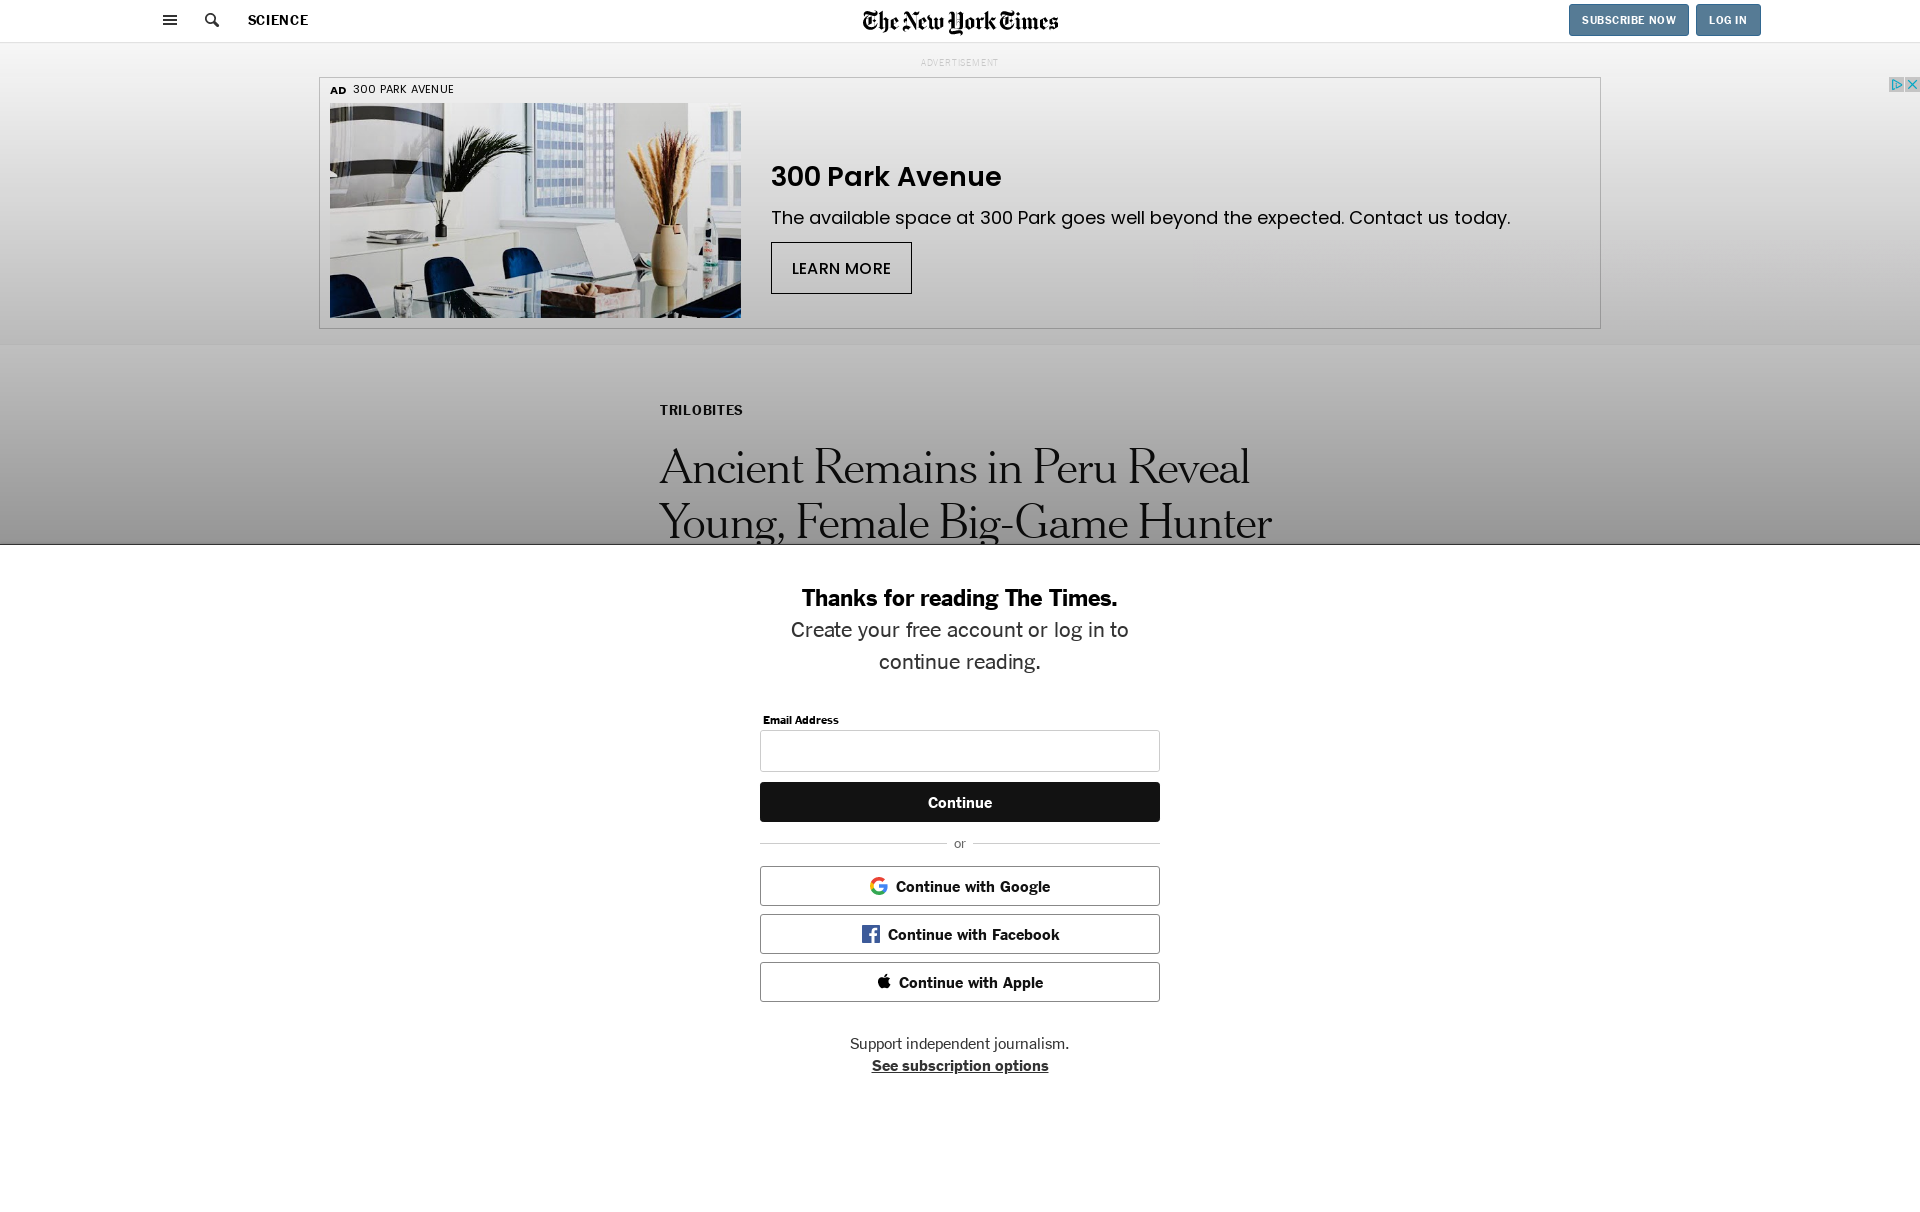 SCIENCE
The New York Times
SUBSCRIBE NOW
LOG IN
ADVERTISEMENT
AD 300 PARK AVENUE
300 Park Avenue
The available space at 300 Park goes well beyond the expected. Contact us today.
LEARN MORE
TRILOBITES
Ancient Remains in Peru Reveal
Young, Female Big-Game Hunter
Thanks for reading The Times.
Create your free account or log in to
continue reading.
Email Address
Continue
or
Continue with Google
Continue with Facebook
Continue with Apple
Support independent journalism.
See subscription options